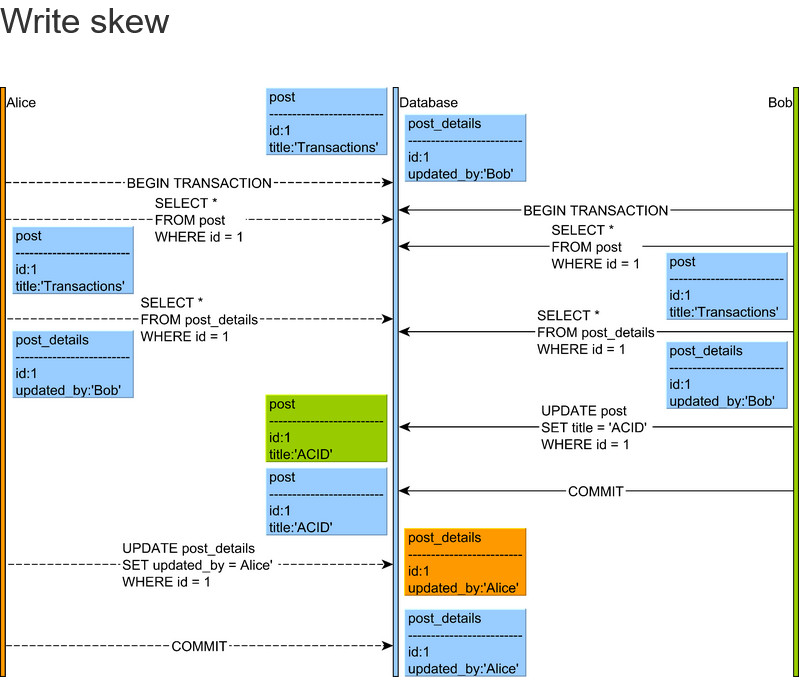 Write skew
Alice
post
-------------------------
id:1
title:'Transactions'
Database
Bob
post_details
-------------------------
id:1
updated_by:'Bob'
BEGIN TRANSACTION
SELECT *
FROM post
WHERE id = 1
BEGIN TRANSACTION
SELECT *
FROM post
WHERE id = 1
post
-------------------------
id:1
title:'Transactions'
post
-------------------------
id:1
title:'Transactions'
SELECT *
FROM post_details
WHERE id = 1
SELECT *
FROM post_details
WHERE id = 1
post_details
-------------------------
id:1
updated_by:'Bob'
post_details
-------------------------
id:1
updated_by:'Bob'
post
-------------------------
id:1
title:'ACID'
UPDATE post
SET title = 'ACID'
WHERE id = 1
post
-------------------------
id:1
title:'ACID'
COMMIT
UPDATE post_details
SET updated_by = Alice'
WHERE id = 1
post_details
-------------------------
id:1
updated_by:'Alice'
post_details
-------------------------
id:1
updated_by:'Alice'
COMMIT